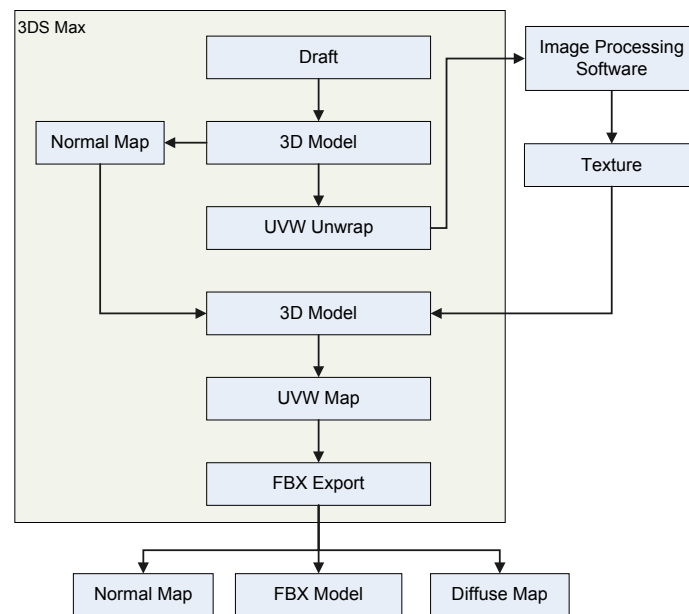 3DS Max
Draft
Image Processing
Software
Normal Map
3D Model
Texture
UVW Unwrap
3D Model
UVW Map
FBX Export
Normal Map
FBX Model
Diffuse Map